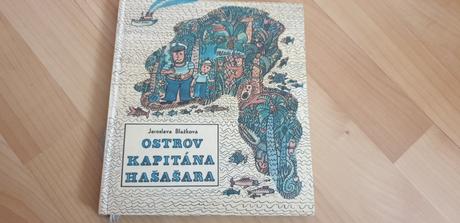 Jaroslava Blažková
OSTROV
KAPITÁNA
HAŠAŠARA